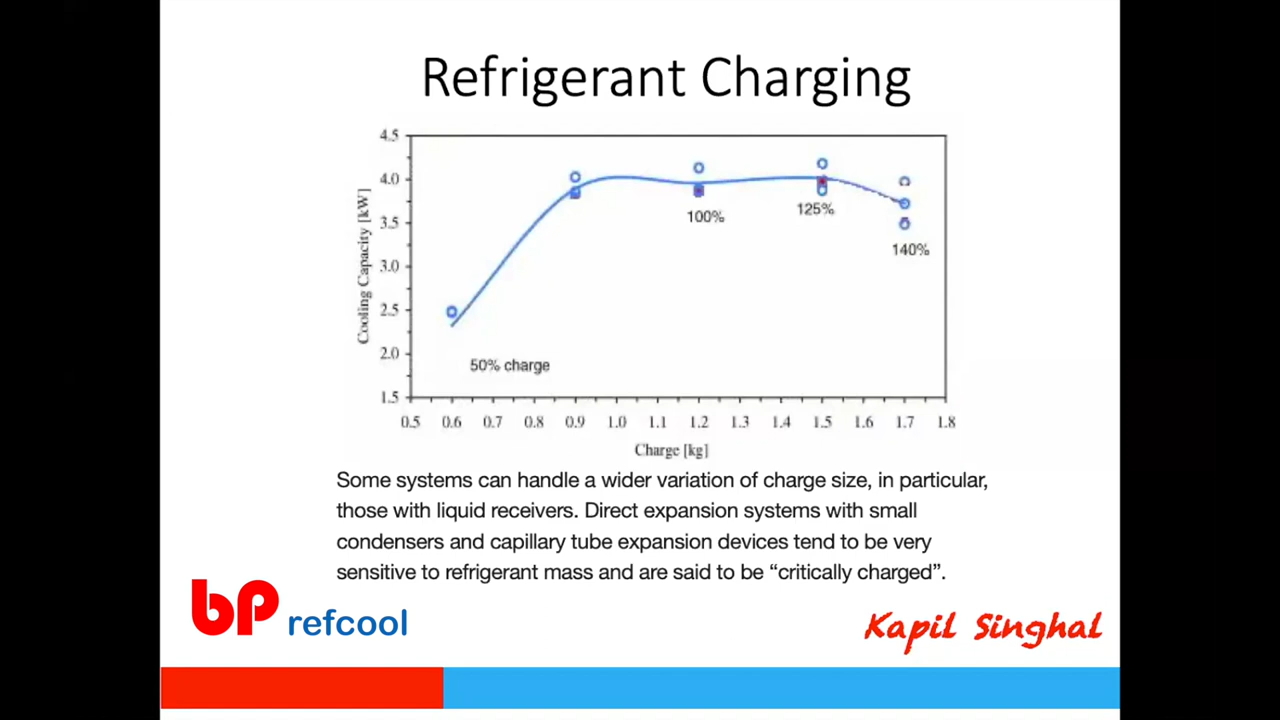 Refrigerant Charging
4.5
4.0
3.5
3.0
2.5
2.0
1.5
Cooling Capacity [kW]
100%
125%
140%
50% charge
0.5 0.6 0.7 0.8 0.9 1.0 1.1 1.2 1.3 1.4 1.5 1.6 1.7 1.8
Charge [kg]
Some systems can handle a wider variation of charge size, in particular,
those with liquid receivers. Direct expansion systems with small
condensers and capillary tube expansion devices tend to be very
sensitive to refrigerant mass and are said to be “critically charged”.
bp refcool
Kapil Singhal